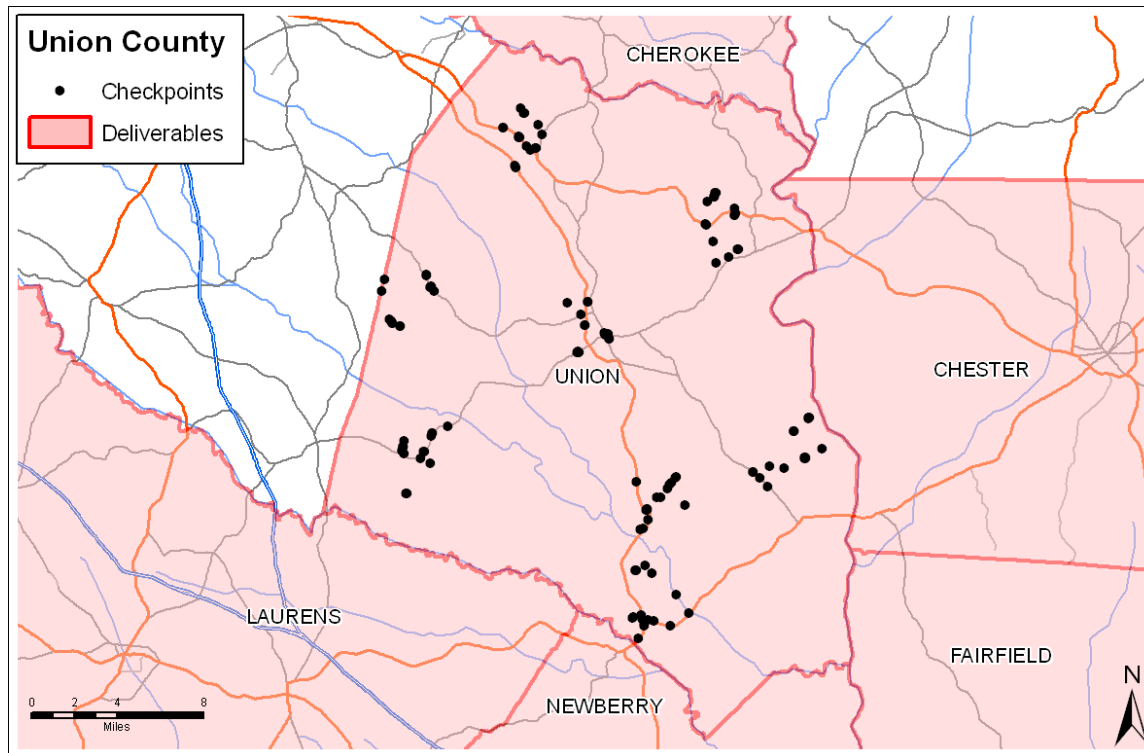 Union County
Checkpoints
Deliverables
CHEROKEE
UNION
CHESTER
LAURENS
FAIRFIELD
NEWBERRY
N
0 2 4 8
Miles